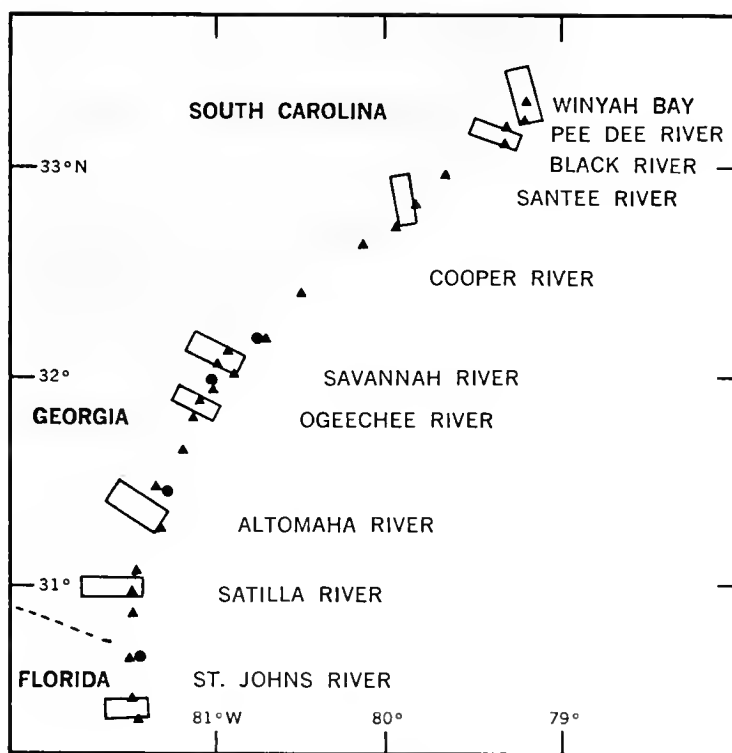 WINYAH BAY
SOUTH CAROLINA
PEE DEE RIVER
33°N
BLACK RIVER
SANTEE RIVER
COOPER RIVER
32°
SAVANNAH RIVER
GEORGIA
OGEECHEE RIVER
ALTOMAHA RIVER
31°
SATILLA RIVER
FLORIDA
ST. JOHNS RIVER
81°W
80°
79°